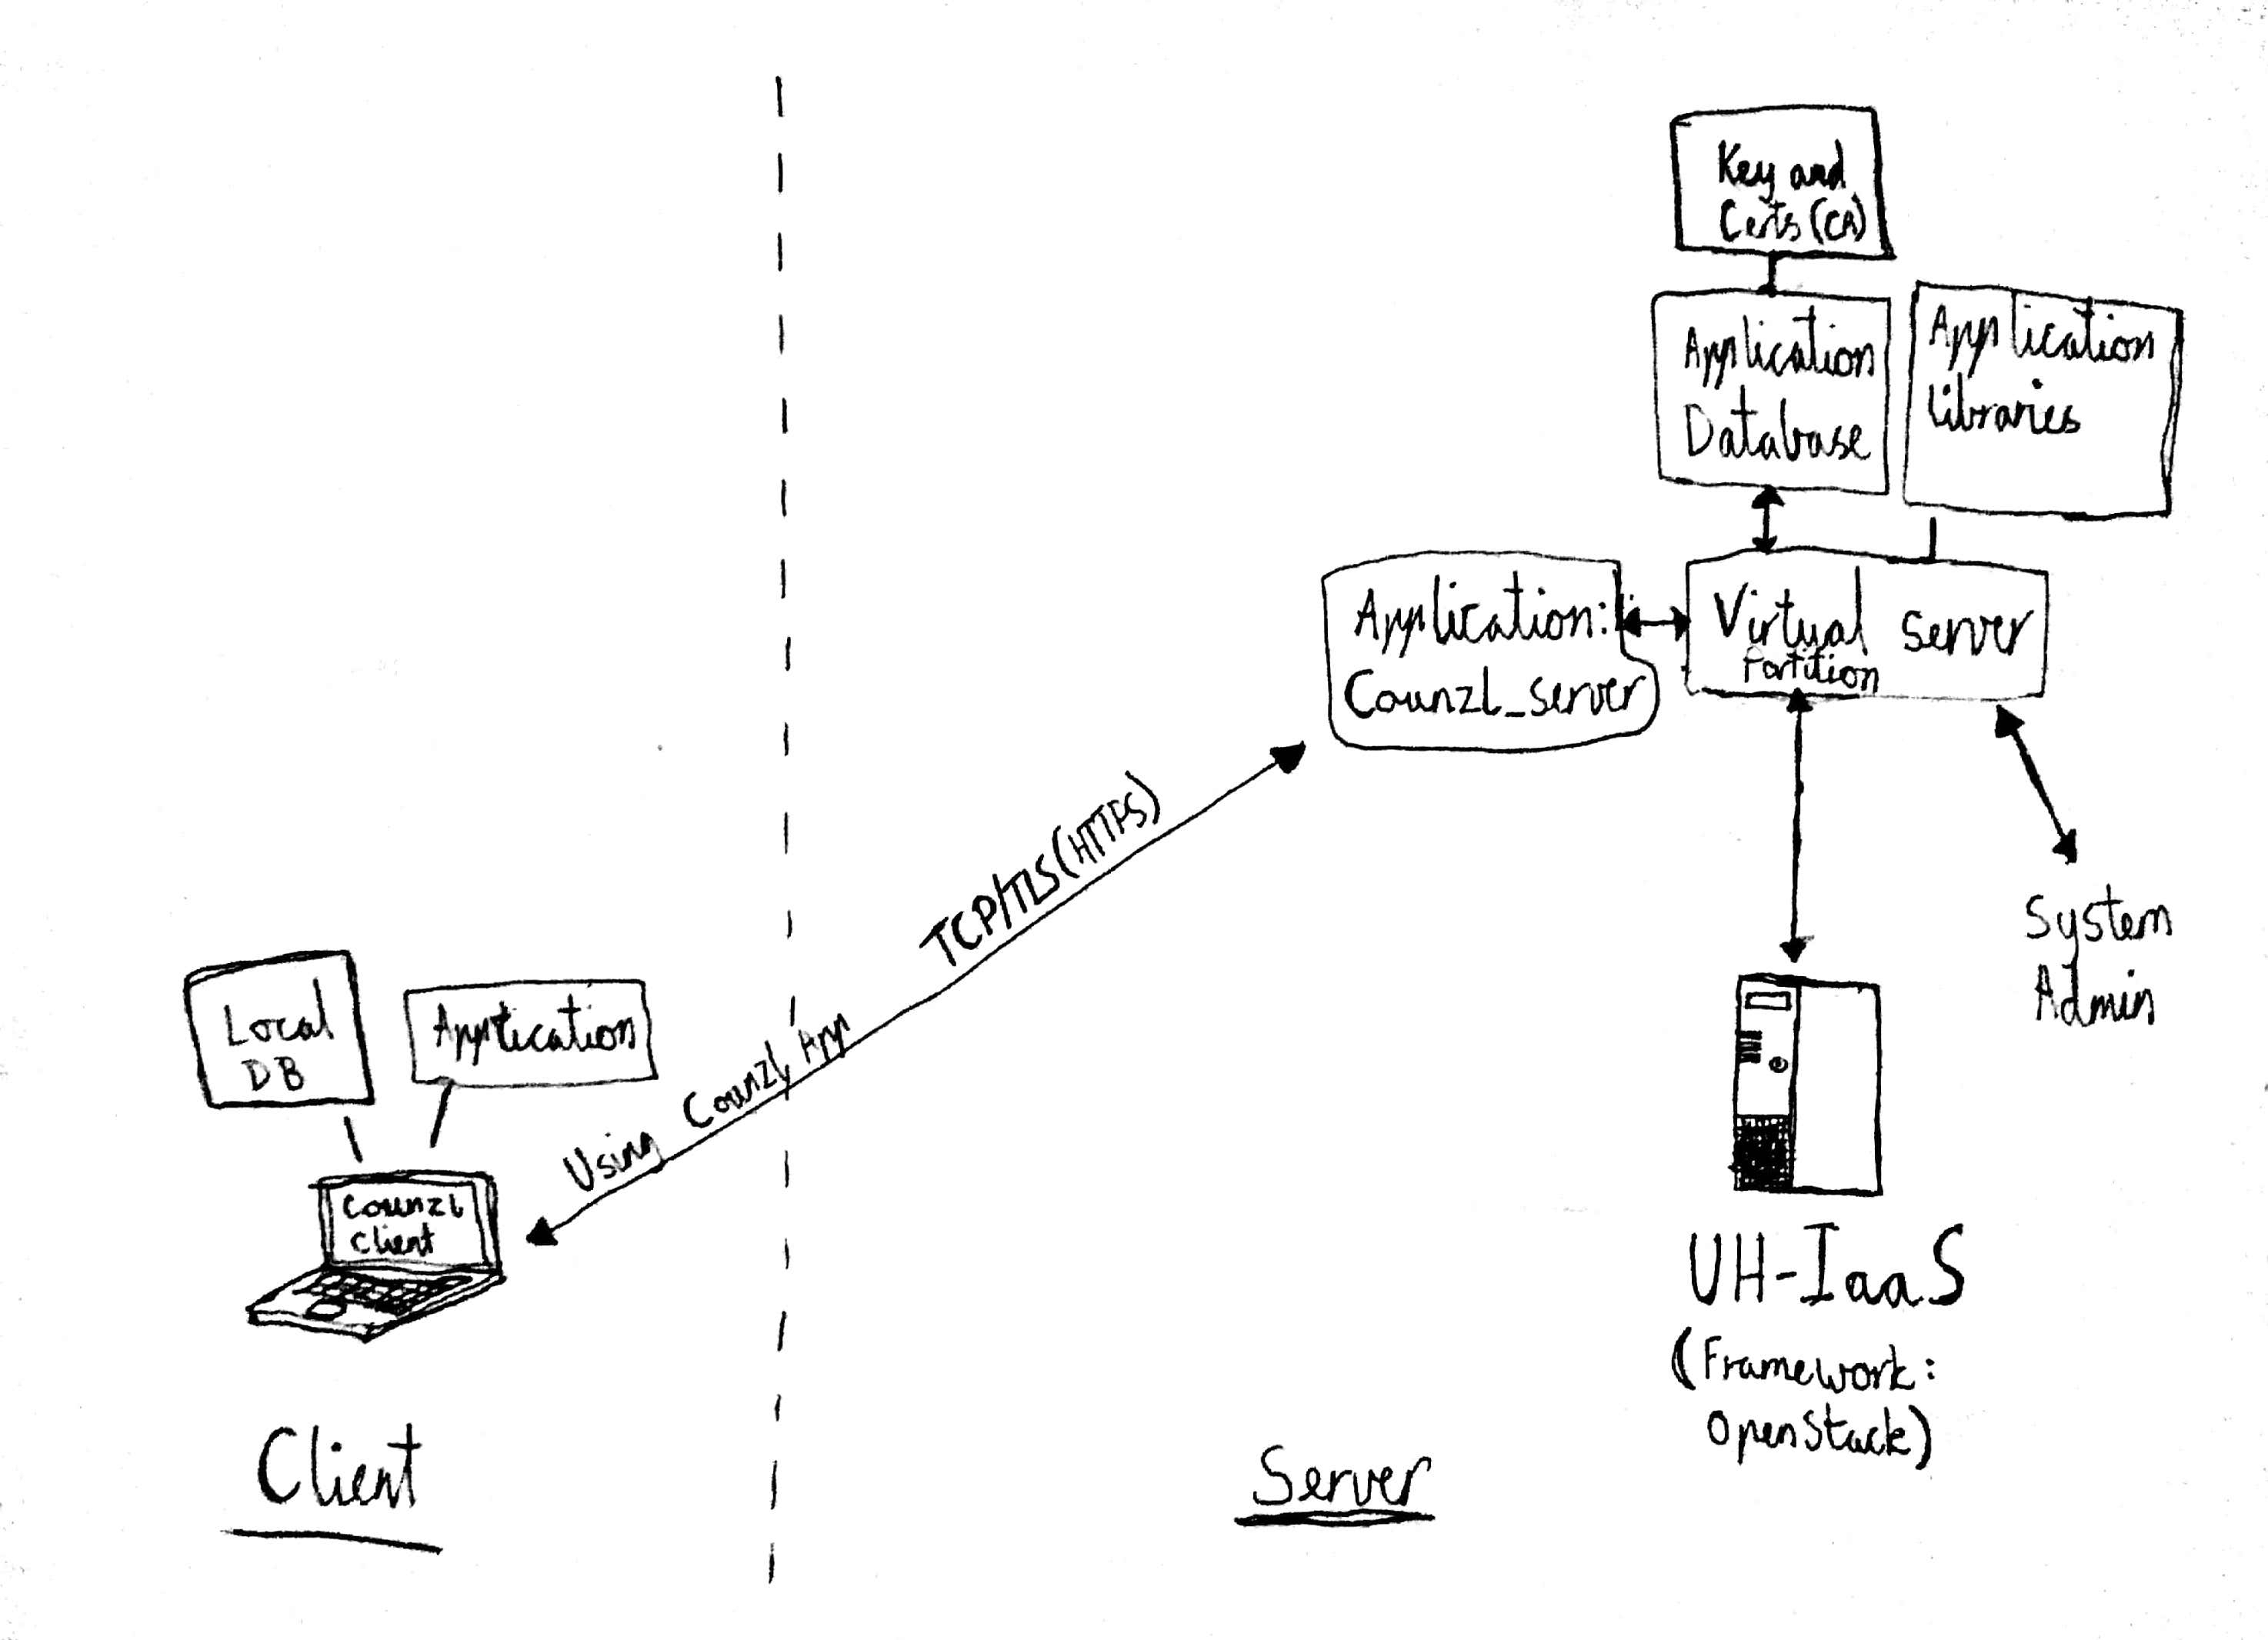 Key and
Certs (CA)
Application
Database
Application
libraries
Application:
Counzl_server
Virtual server
Partition
TCP/TLS (HTTPS)
Using Counzl App
System
Admin
Local
DB
Application
Counzl
Client
UH-IaaS
(Framework:
OpenStack)
Client
Server